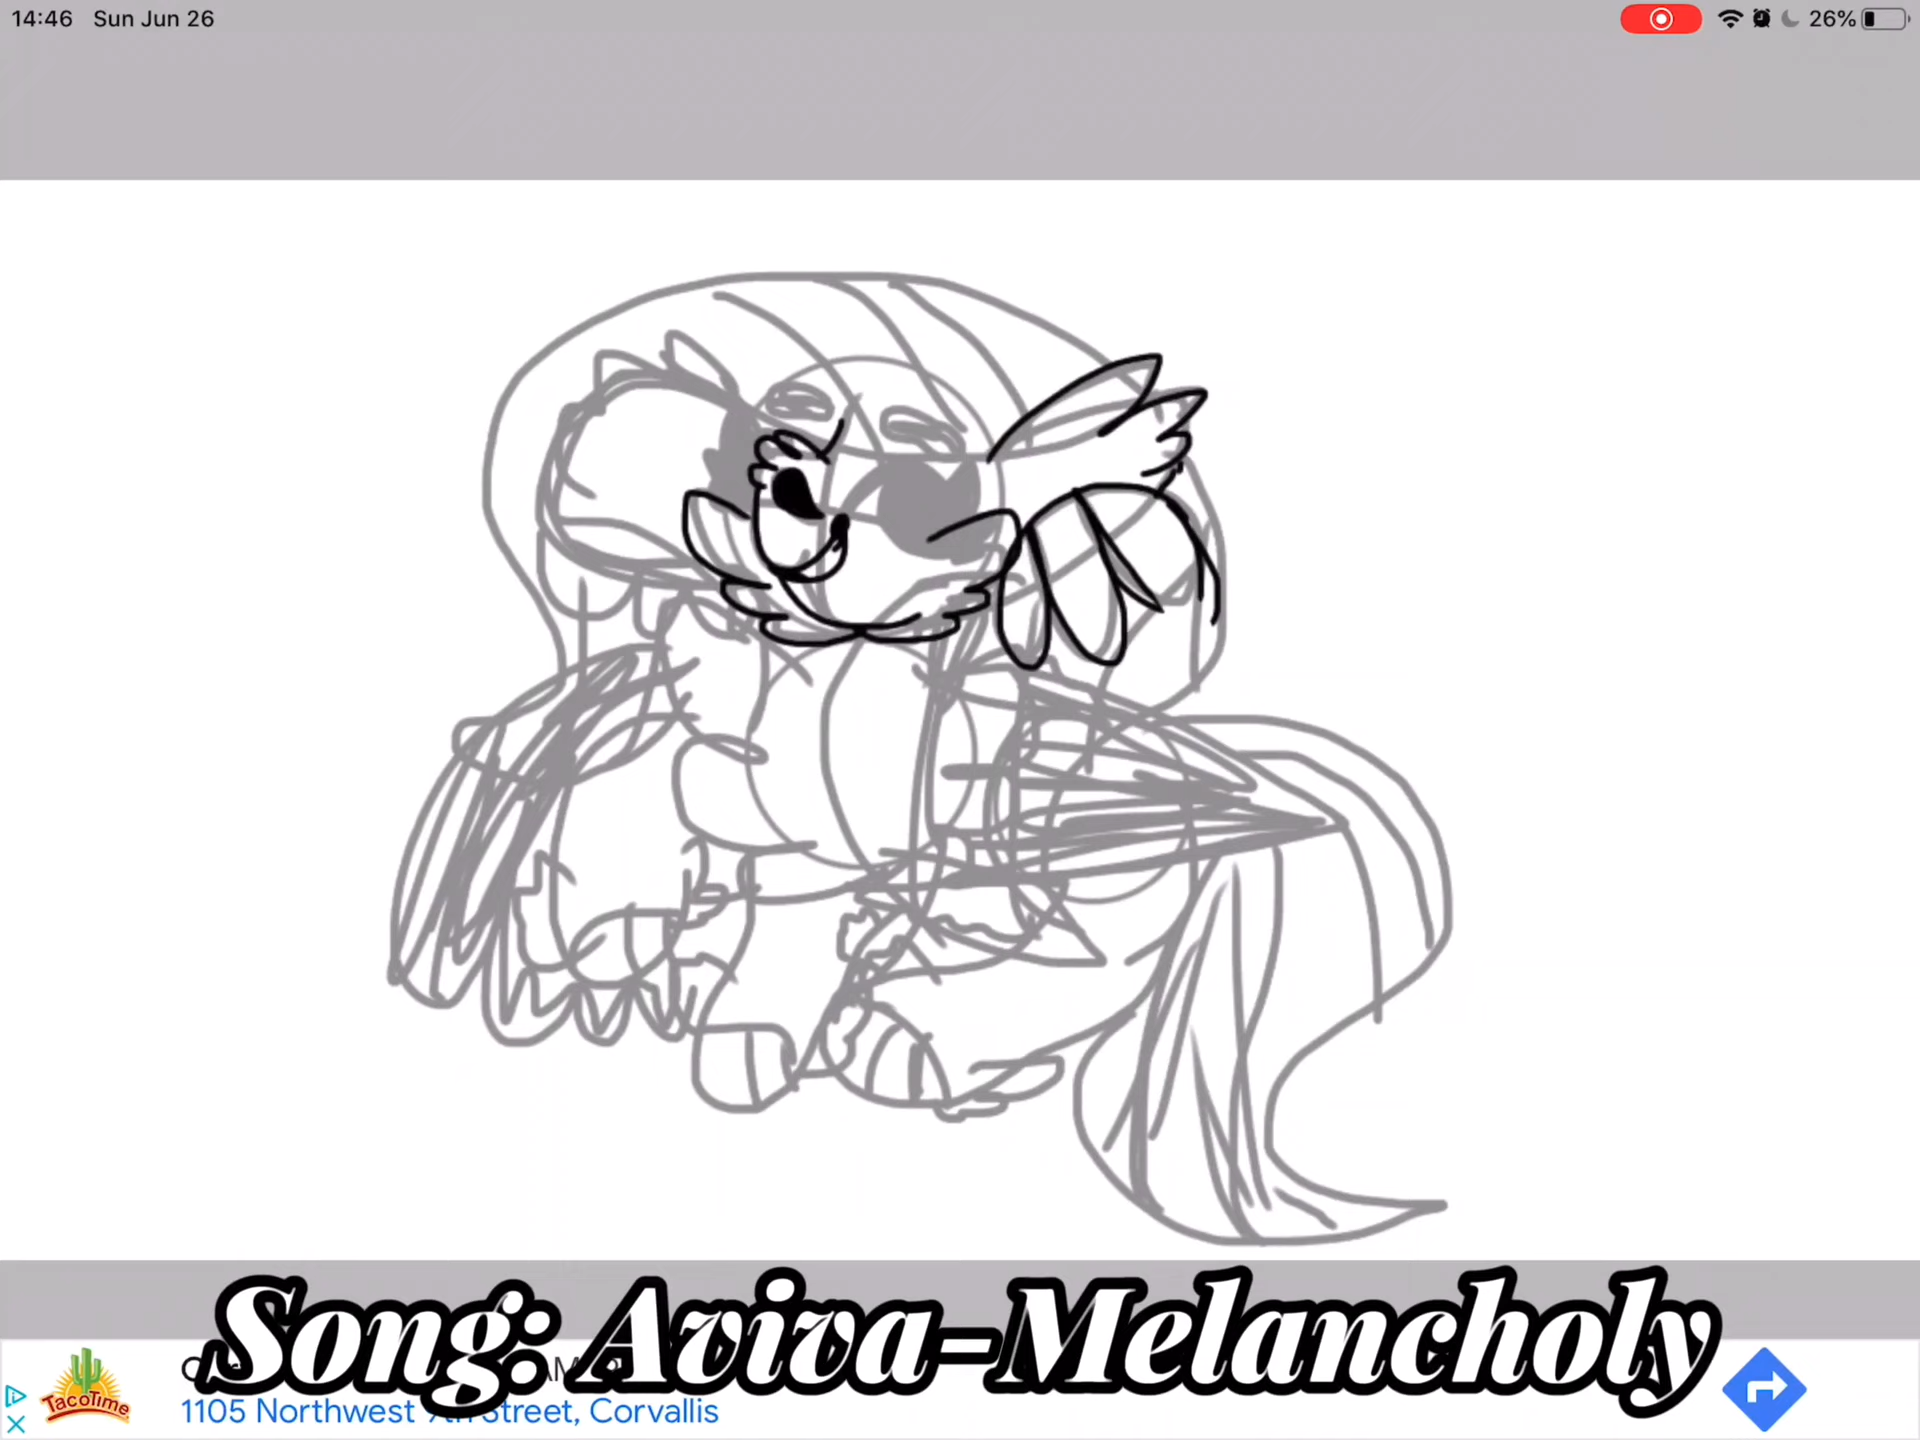 14:46 Sun Jun 26
26%
Song: Aviva-Melancholy
TacoTime
1105 Northwest Street, Corvallis